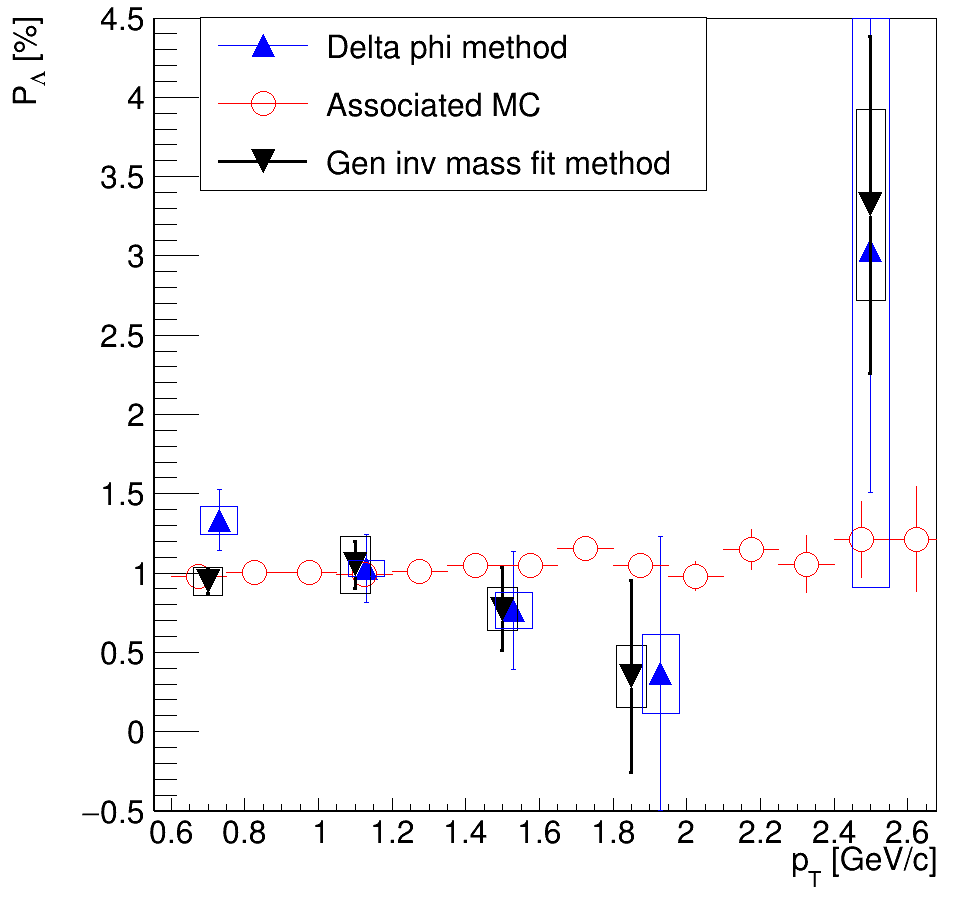 P_Λ [%]
4.5
4
3.5
3
2.5
2
1.5
1
0.5
0
−0.5
Delta phi method
Associated MC
Gen inv mass fit method
0.6 0.8 1 1.2 1.4 1.6 1.8 2 2.2 2.4 2.6
p_T [GeV/c]